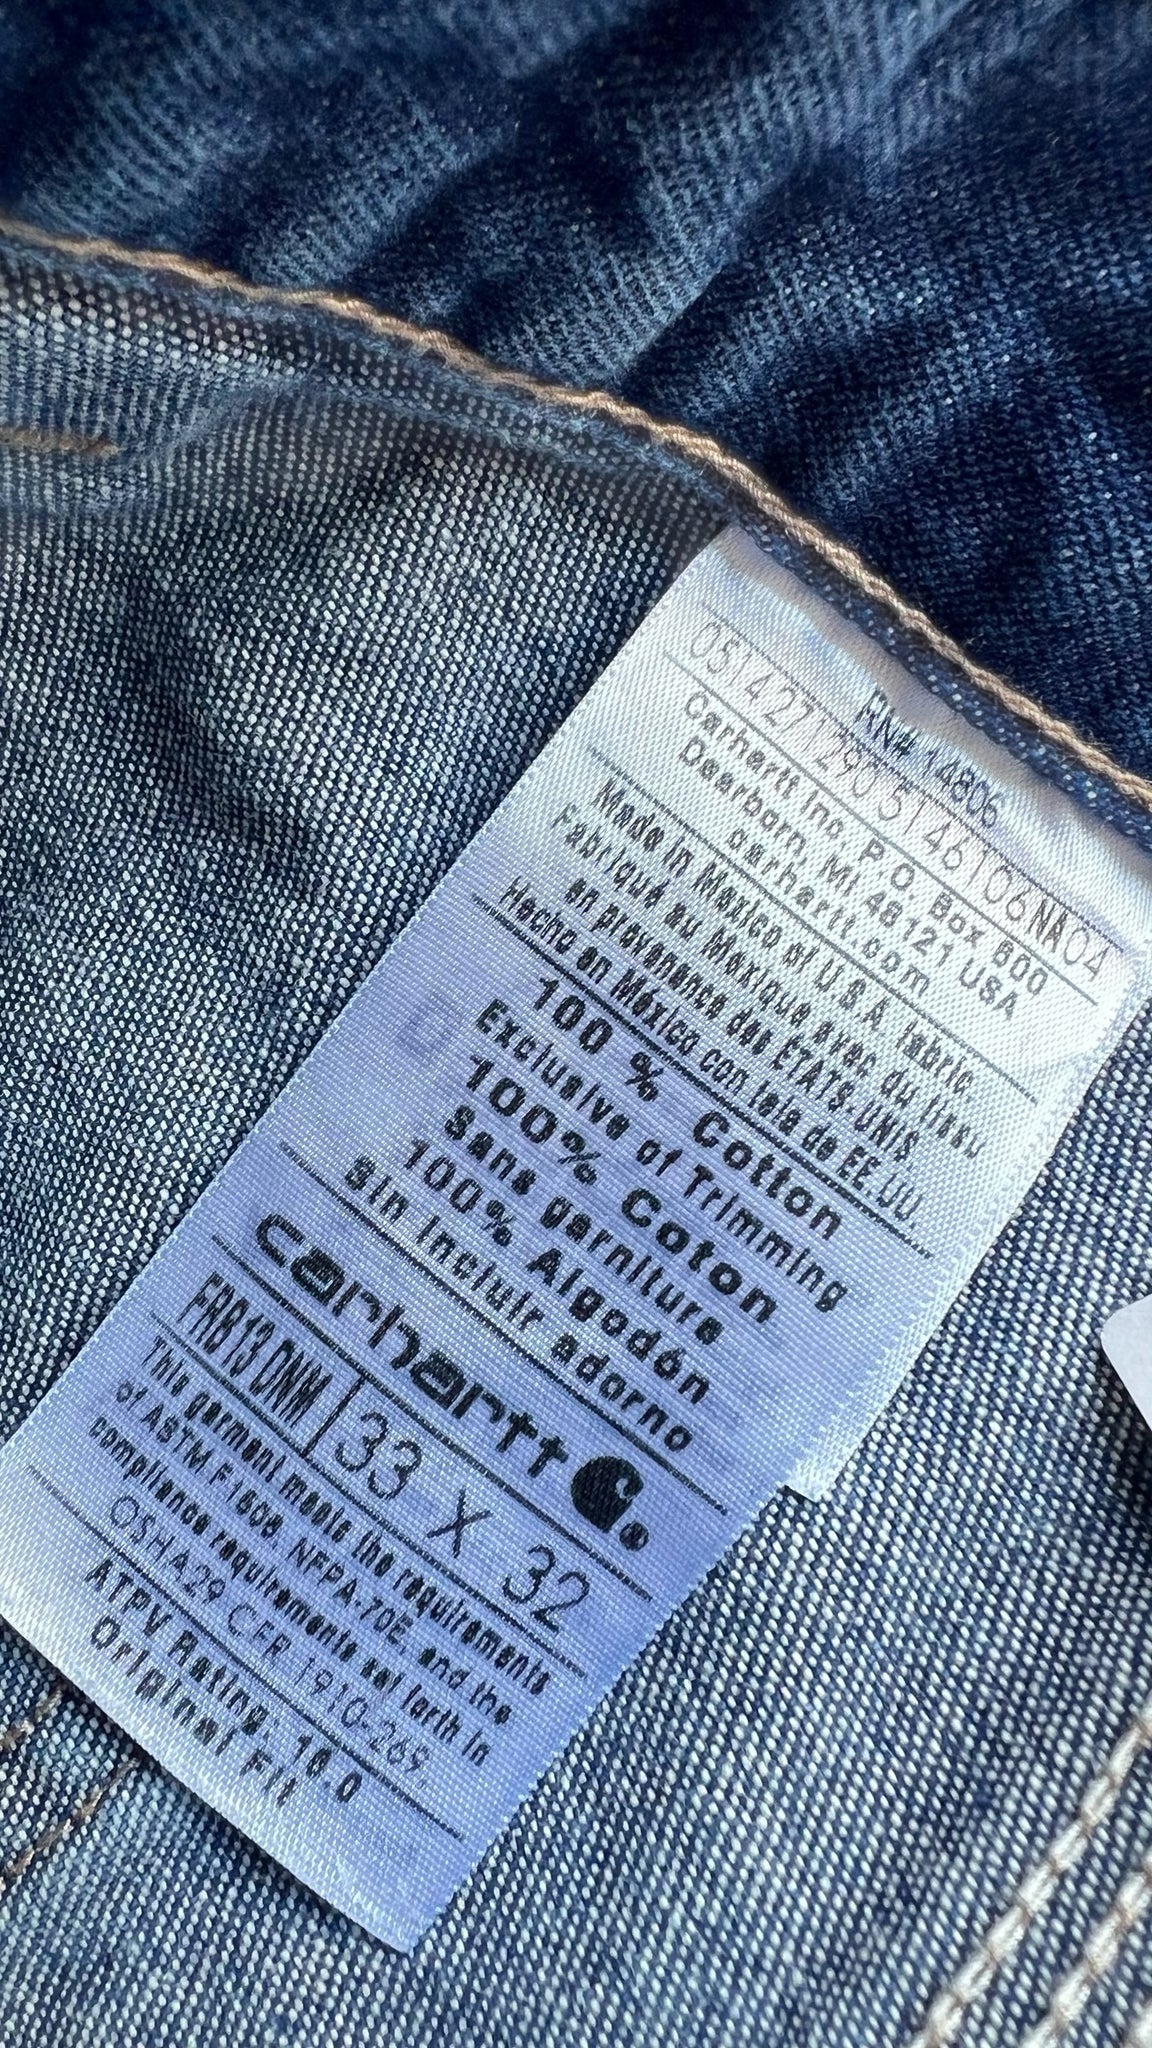 RN# 14806
Carhartt Inc. P.O. Box 600
Dearborn, MI 48121 USA
carhartt.com
Made in Mexico of U.S.A. fabric.
Fabriqué au Mexique avec du tissu
en provenance des ÉTATS-UNIS
Hecho en México con tela de EE.UU.
100 % Cotton
Exclusive of Trimming
100% Coton
Sans garniture
100% Algodón
Sin incluir adorno
carhartt
FRB13 DNM 33 X 32
This garment meets the requirements
of ASTM F1506, NFPA-70E, and the
compliance requirements set forth in
OSHA 29 CFR 1910-269.
ATPV Rating: 16.0
Original Fit